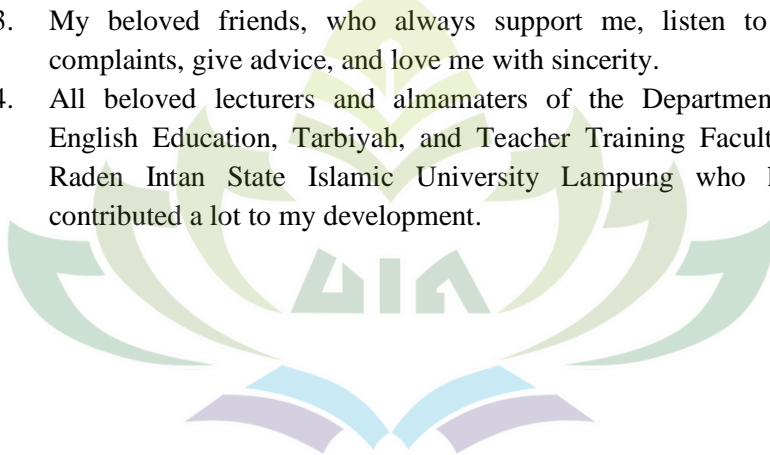 3. My beloved friends, who always support me, listen to
complaints, give advice, and love me with sincerity.
4. All beloved lecturers and almamaters of the Departmen
English Education, Tarbiyah, and Teacher Training Facult
Raden Intan State Islamic University Lampung who
contributed a lot to my development.
UIN